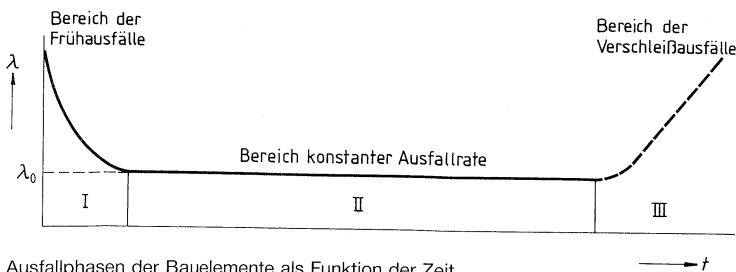 Bereich der
Frühausfälle
Bereich der
Verschleißausfälle
λ
Bereich konstanter Ausfallrate
λ₀
I
II
III
Ausfallphasen der Bauelemente als Funktion der Zeit
t